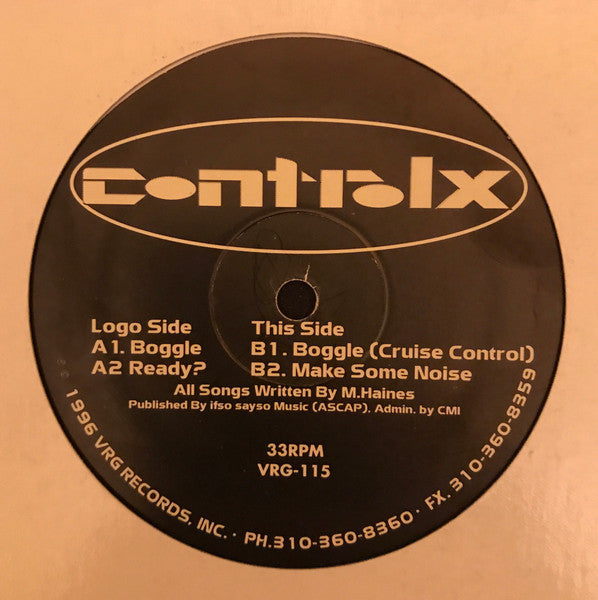 controlx
Logo Side
A1. Boggle
A2 Ready?
This Side
B1. Boggle (Cruise Control)
B2. Make Some Noise
All Songs Written By M.Haines
Published By ifso sayso Music (ASCAP). Admin. by CMI
33RPM
VRG-115
1996 VRG RECORDS, INC. · PH.310-360-8360 · FX. 310-360-8359